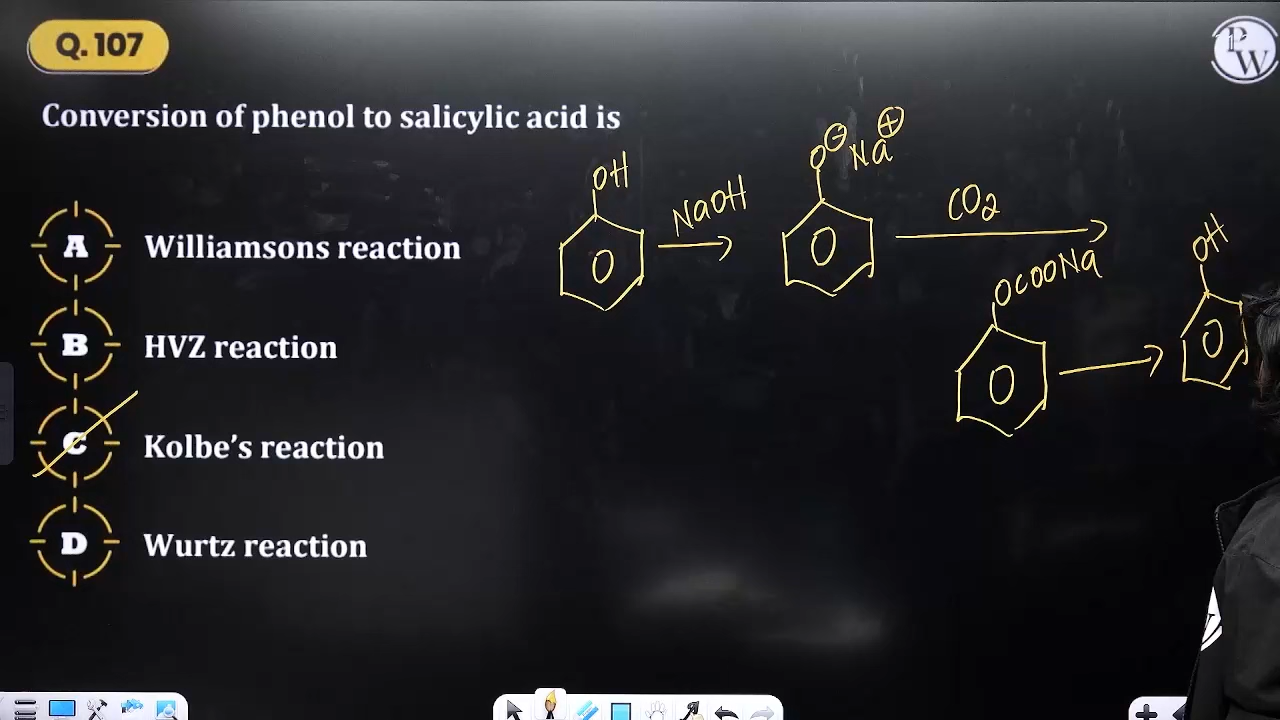 Q. 107
PW
Conversion of phenol to salicylic acid is
A Williamsons reaction
B HVZ reaction
C Kolbe's reaction
D Wurtz reaction
OH
NaOH
O⊖Na⊕
CO2
OCOONa
OH